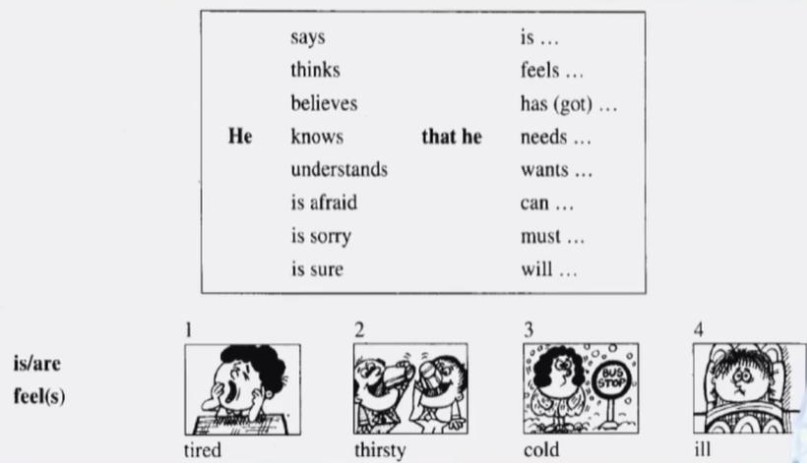 says is ...
thinks feels ...
believes has (got) ...
He knows that he needs ...
understands wants ...
is afraid can ...
is sorry must ...
is sure will ...
1 2 3 4
is/are
feel(s)
BUS
STOP
tired thirsty cold ill